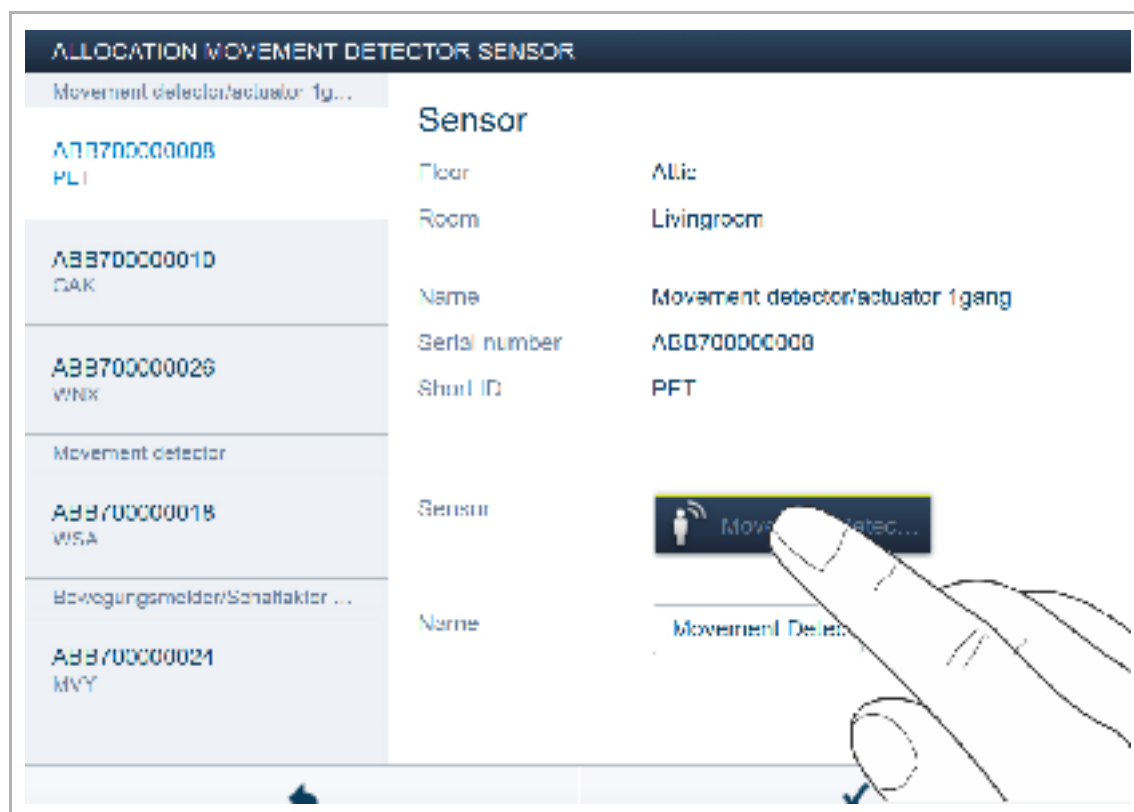 ALLOCATION MOVEMENT DETECTOR SENSOR
Movement detector/actuator 1g...
ABB700000008
PET
ABB700000010
ABB700000026
WNX
Movement detector
ABB700000018
WSA
Bewegungsmelder/Schaltaktor ...
ABB700000024
MVY
Sensor
Floor Attic
Room Livingroom
Name Movement detector/actuator 1gang
Serial number ABB700000008
Short ID PET
Sensor
Name Movement Detec